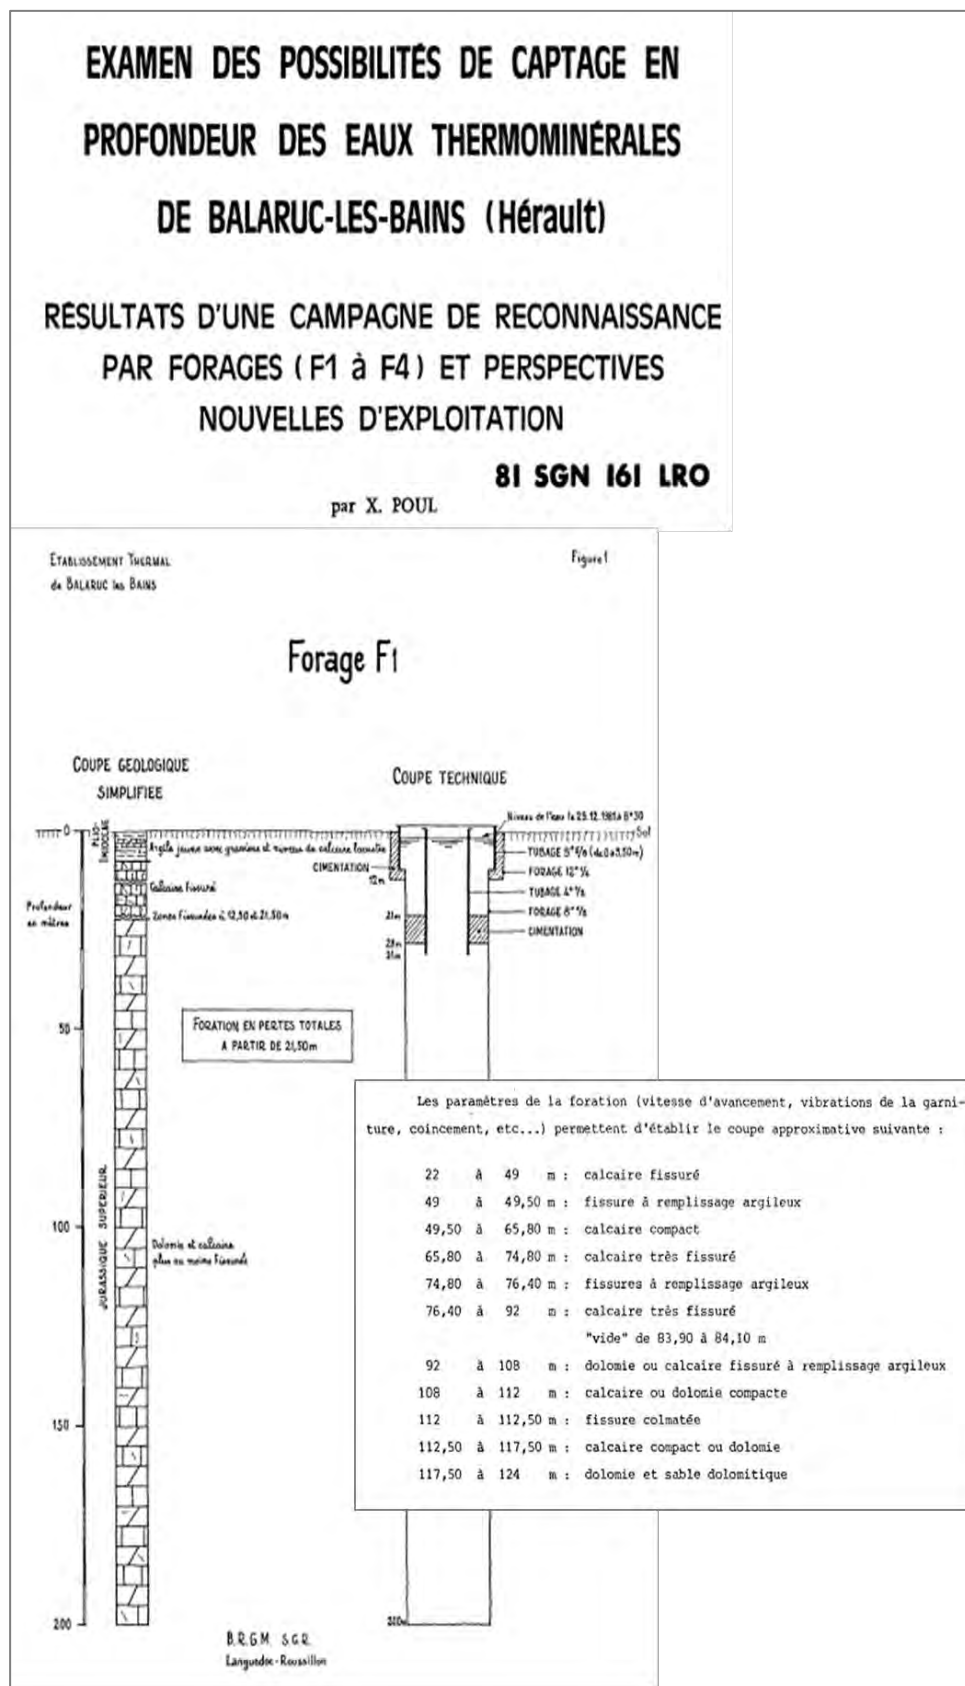 EXAMEN DES POSSIBILITÉS DE CAPTAGE EN
PROFONDEUR DES EAUX THERMOMINÉRALES
DE BALARUC-LES-BAINS (Hérault)
RÉSULTATS D'UNE CAMPAGNE DE RECONNAISSANCE
PAR FORAGES (F1 à F4) ET PERSPECTIVES
NOUVELLES D'EXPLOITATION
81 SGN 161 LRO
par X. POUL
ETABLISSEMENT THERMAL
de BALARUC les BAINS
Figure 1
Forage F1
COUPE GEOLOGIQUE
SIMPLIFIEE
COUPE TECHNIQUE
0
PLIO-
Niveau de l'eau le
Sol
Argile jaune avec graviers et niveau de calcaire lacustre
CIMENTATION
12m
TUBAGE
FORAGE 12"
Calcaire fissuré
TUBAGE
Profondeur
en mètres
Zones fissurées à 12,50 et 21,50m
21m
FORAGE 8"
CIMENTATION
28m
31m
50
FORATION EN PERTES TOTALES
A PARTIR DE 21,50m
100
JURASSIQUE SUPERIEUR
Dolomie et calcaire
plus ou moins fissurés
150
200
200m
B.R.G.M. S.G.R.
Languedoc-Roussillon
Les paramètres de la foration (vitesse d'avancement, vibrations de la garni-
ture, coincement, etc...) permettent d'établir le coupe approximative suivante :
22 à 49 m : calcaire fissuré
49 à 49,50 m : fissure à remplissage argileux
49,50 à 65,80 m : calcaire compact
65,80 à 74,80 m : calcaire très fissuré
74,80 à 76,40 m : fissures à remplissage argileux
76,40 à 92 m : calcaire très fissuré
"vide" de 83,90 à 84,10 m
92 à 108 m : dolomie ou calcaire fissuré à remplissage argileux
108 à 112 m : calcaire ou dolomie compacte
112 à 112,50 m : fissure colmatée
112,50 à 117,50 m : calcaire compact ou dolomie
117,50 à 124 m : dolomie et sable dolomitique